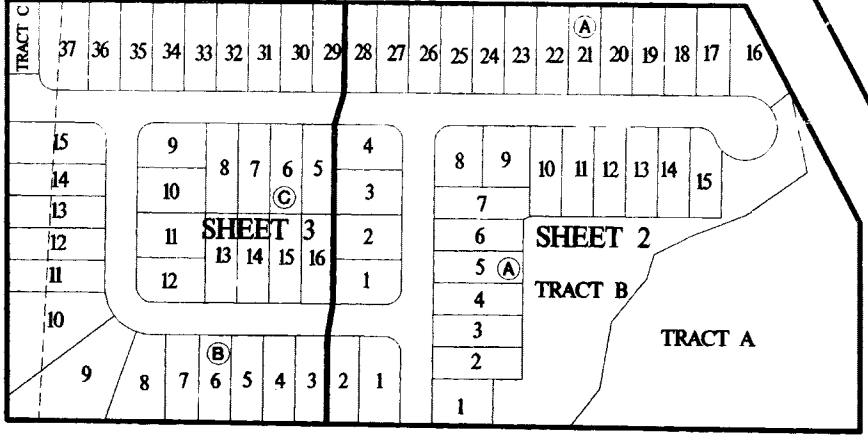 TRACT C
37 36 35 34 33 32 31 30 29 28 27 26 25 24 23 22 21 20 19 18 17 16
A
15 14 13 12 11 10 9
9 10 11 12
8 7 6 5
C
SHEET 3
13 14 15 16
4 3 2 1
8 9 10 11 12 13 14 15
7
6
5 A
4
3
2
1
SHEET 2
TRACT B
TRACT A
B
8 7 6 5 4 3 2 1